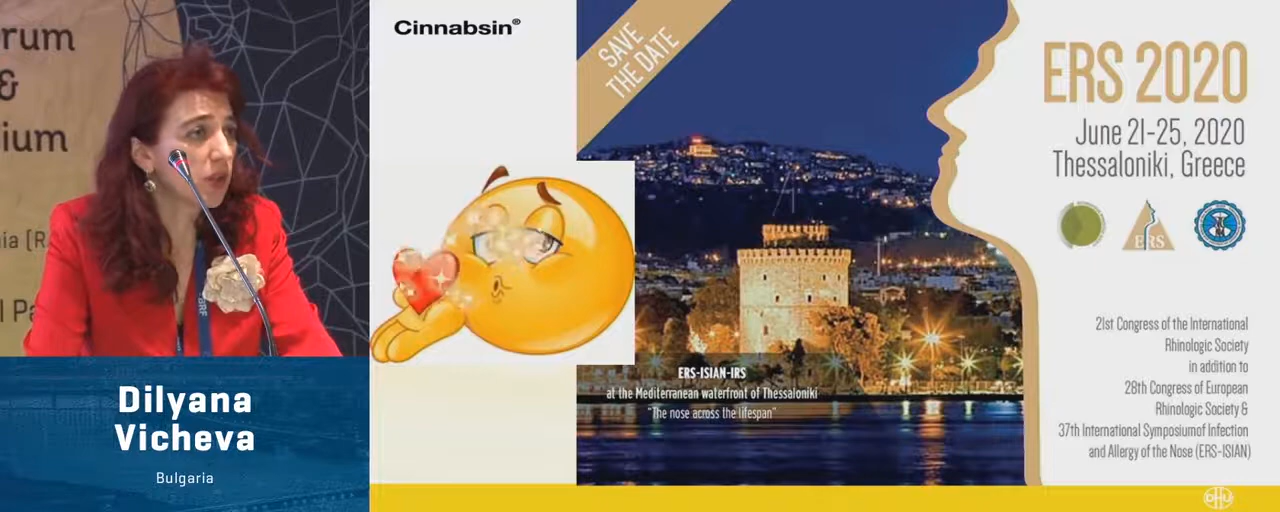 rum
&
ium
Dilyana
Vicheva
Bulgaria
Cinnabsin®
SAVE
THE DATE
ERS-ISIAN-IRS
at the Mediterranean waterfront of Thessaloniki
"The nose across the lifespan"
ERS 2020
June 21-25, 2020
Thessaloniki, Greece
ERS
21st Congress of the International
Rhinologic Society
in addition to
28th Congress of European
Rhinologic Society &
37th International Symposiumof Infection
and Allergy of the Nose (ERS-ISIAN)
DHU